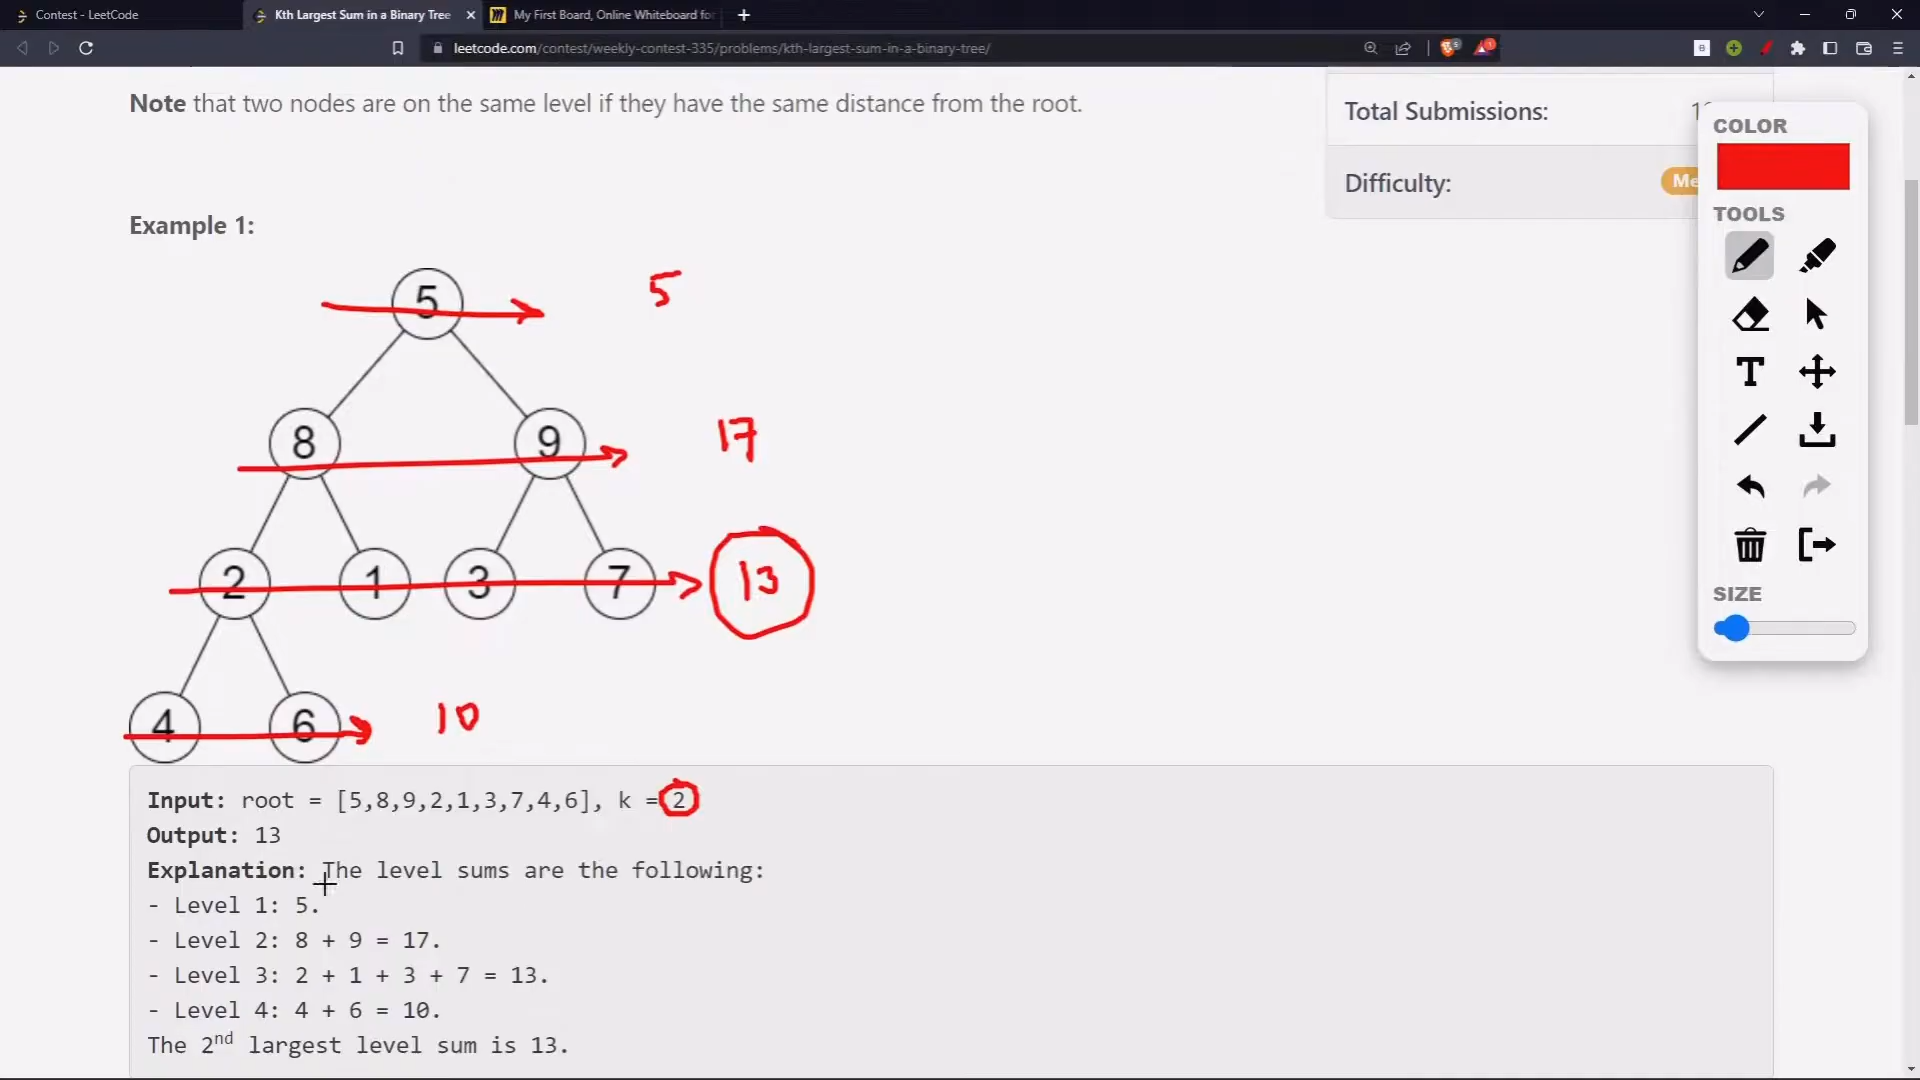 Contest - LeetCode
Kth Largest Sum in a Binary Tree
My First Board, Online Whiteboard for
leetcode.com/contest/weekly-contest-335/problems/kth-largest-sum-in-a-binary-tree/
Note that two nodes are on the same level if they have the same distance from the root.
Total Submissions:
Difficulty:
Me
Example 1:
5
5
8
9
17
2
1
3
7
13
4
6
10
Input: root = [5,8,9,2,1,3,7,4,6], k = 2
Output: 13
Explanation: The level sums are the following:
- Level 1: 5.
- Level 2: 8 + 9 = 17.
- Level 3: 2 + 1 + 3 + 7 = 13.
- Level 4: 4 + 6 = 10.
The 2nd largest level sum is 13.
COLOR
TOOLS
T
SIZE